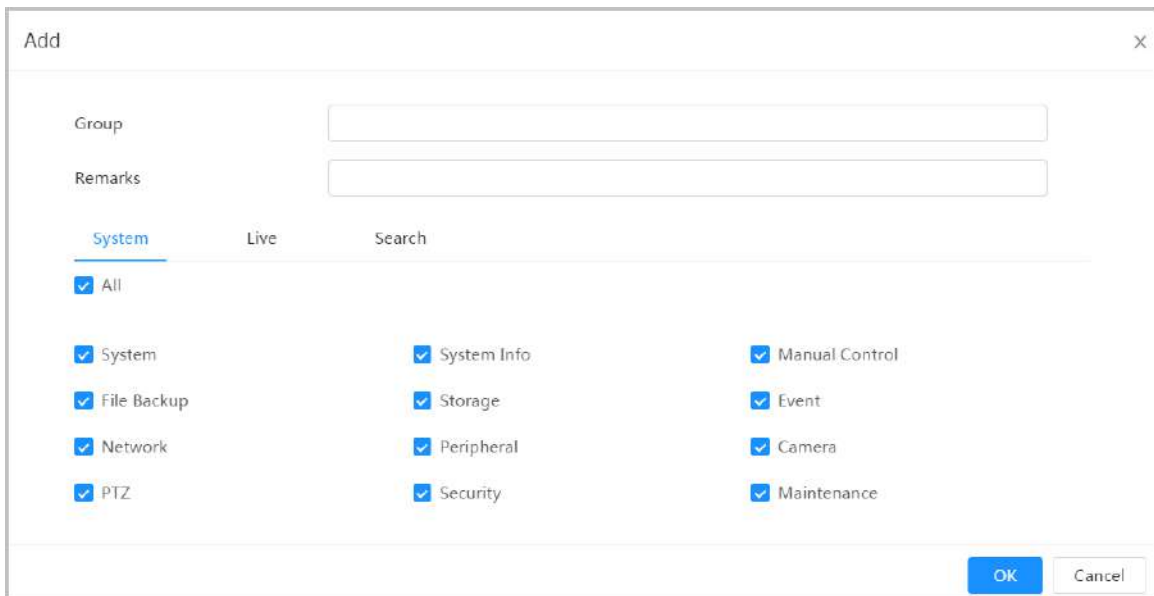 Add
Group
Remarks
System Live Search
All
System System Info Manual Control
File Backup Storage Event
Network Peripheral Camera
PTZ Security Maintenance
OK Cancel